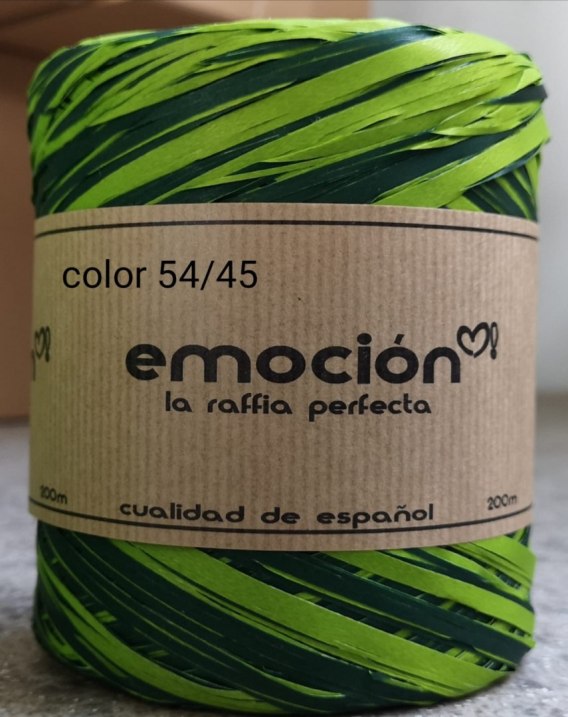 color 54/45
emoción
la raffia perfecta
200m
cualidad de español
200m